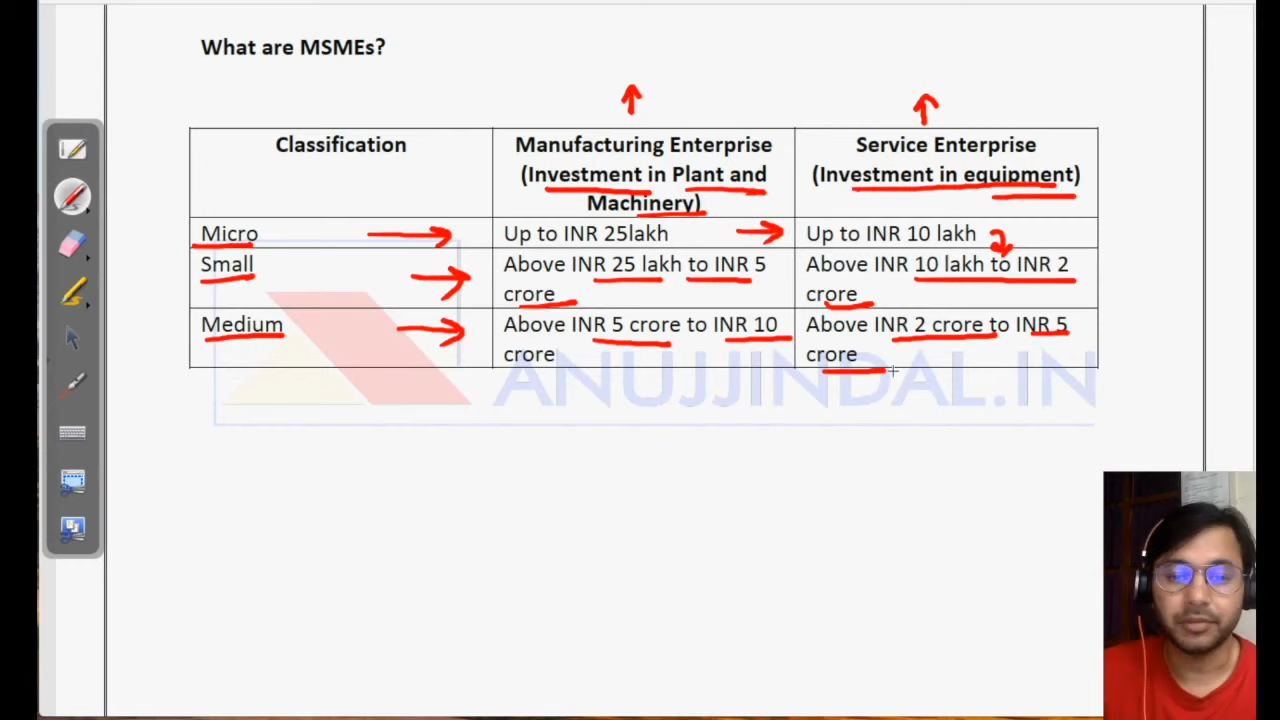 What are MSMEs?
Classification
Manufacturing Enterprise
(Investment in Plant and
Machinery)
Service Enterprise
(Investment in equipment)
Micro
Up to INR 25lakh
Up to INR 10 lakh
Small
Above INR 25 lakh to INR 5
crore
Above INR 10 lakh to INR 2
crore
Medium
Above INR 5 crore to INR 10
crore
Above INR 2 crore to INR 5
crore
ANUJJINDAL.IN